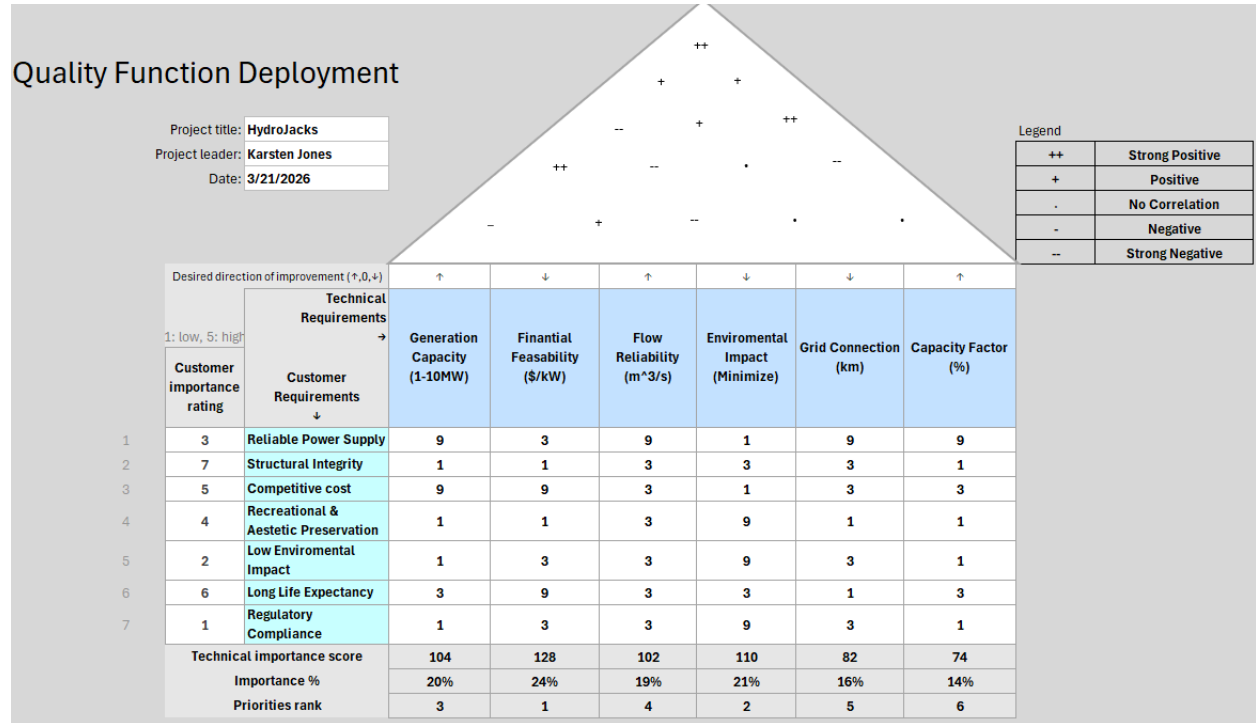 ++
+ +
Quality Function Deployment
-- + ++
Project title: HydroJacks
Legend
Project leader: Karsten Jones
++ Strong Positive
++ -- • --
Date: 3/21/2026
+ Positive
. No Correlation
- Negative
– + -- • •
-- Strong Negative
Desired direction of improvement (↑,0,↓) ↑ ↓ ↑ ↓ ↓ ↑
Technical
Requirements
1: low, 5: high →
Customer
importance
rating
Customer
Requirements
↓
Generation
Capacity
(1-10MW)
Finantial
Feasability
($/kW)
Flow
Reliability
(m^3/s)
Enviromental
Impact
(Minimize)
Grid Connection
(km)
Capacity Factor
(%)
1 3 Reliable Power Supply 9 3 9 1 9 9
2 7 Structural Integrity 1 1 3 3 3 1
3 5 Competitive cost 9 9 3 1 3 3
4 4 Recreational &
Aestetic Preservation 1 1 3 9 1 1
5 2 Low Enviromental
Impact 1 3 3 9 3 1
6 6 Long Life Expectancy 3 9 3 3 1 3
7 1 Regulatory
Compliance 1 3 3 9 3 1
Technical importance score 104 128 102 110 82 74
Importance % 20% 24% 19% 21% 16% 14%
Priorities rank 3 1 4 2 5 6